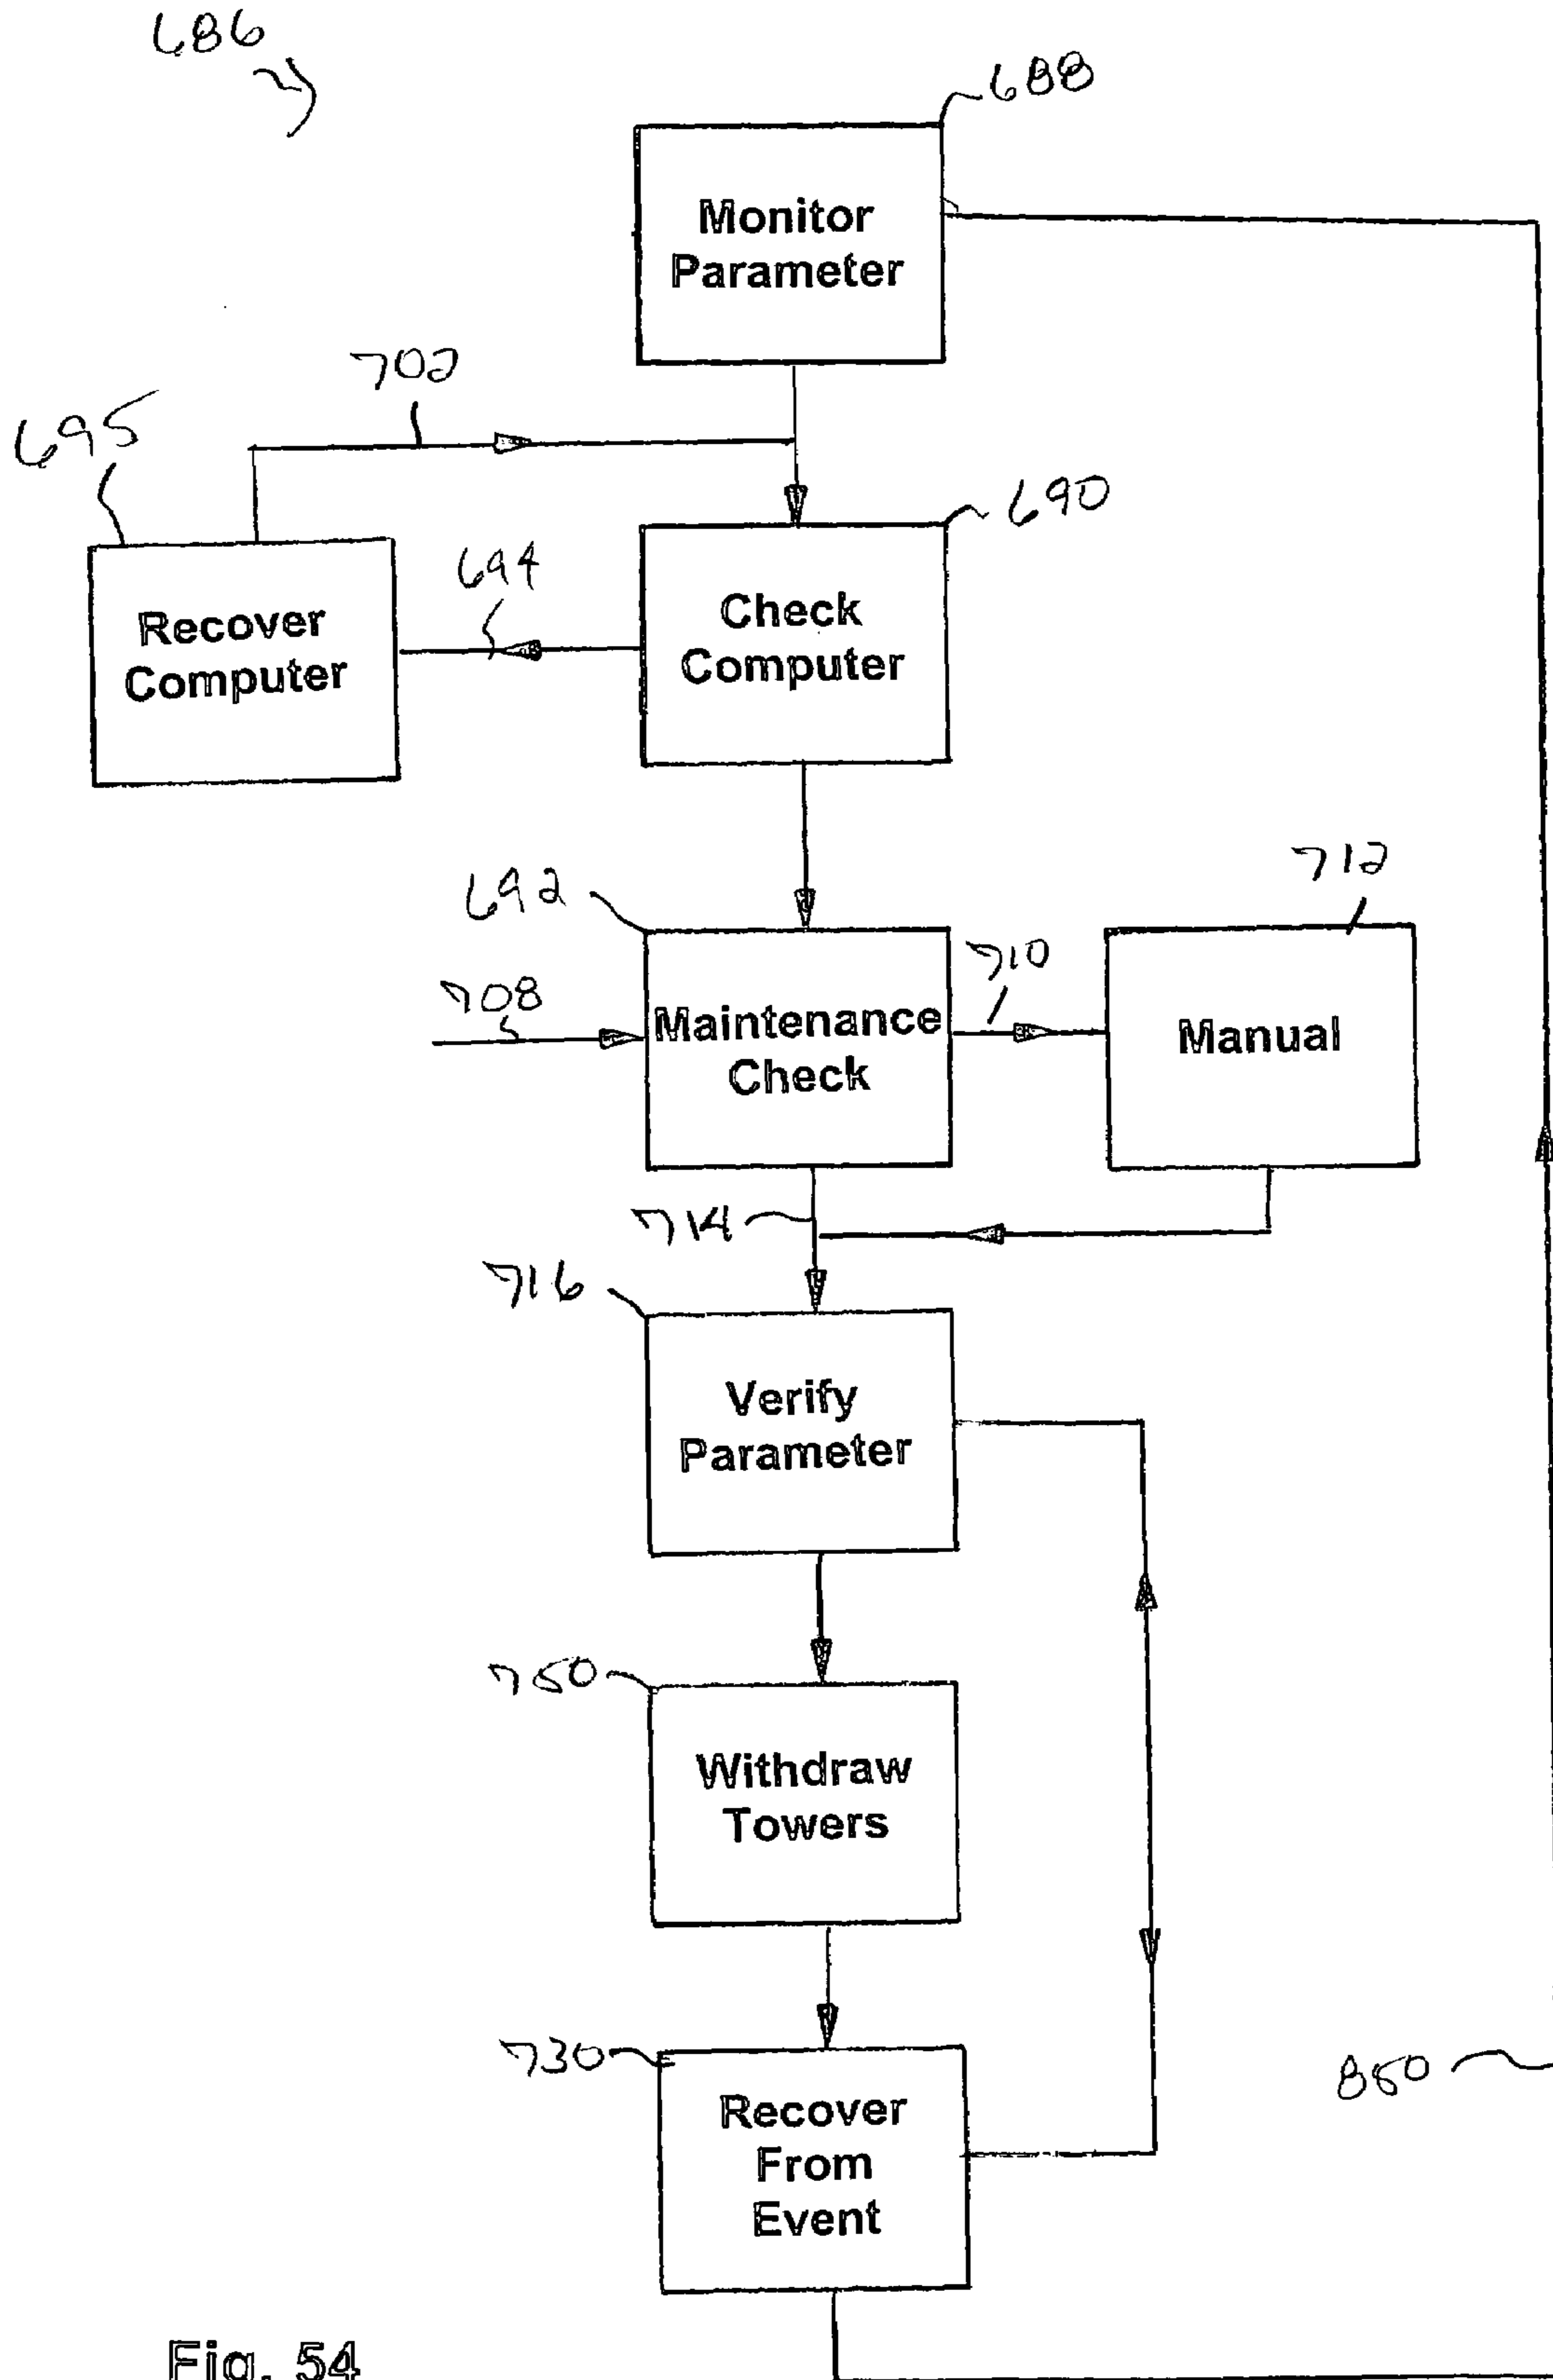 686
688
Monitor
Parameter
702
695
690
694
Check
Computer
Recover
Computer
692
712
708
710
Maintenance
Check
Manual
714
716
Verify
Parameter
750
Withdraw
Towers
730
850
Recover
From
Event
Fig. 54